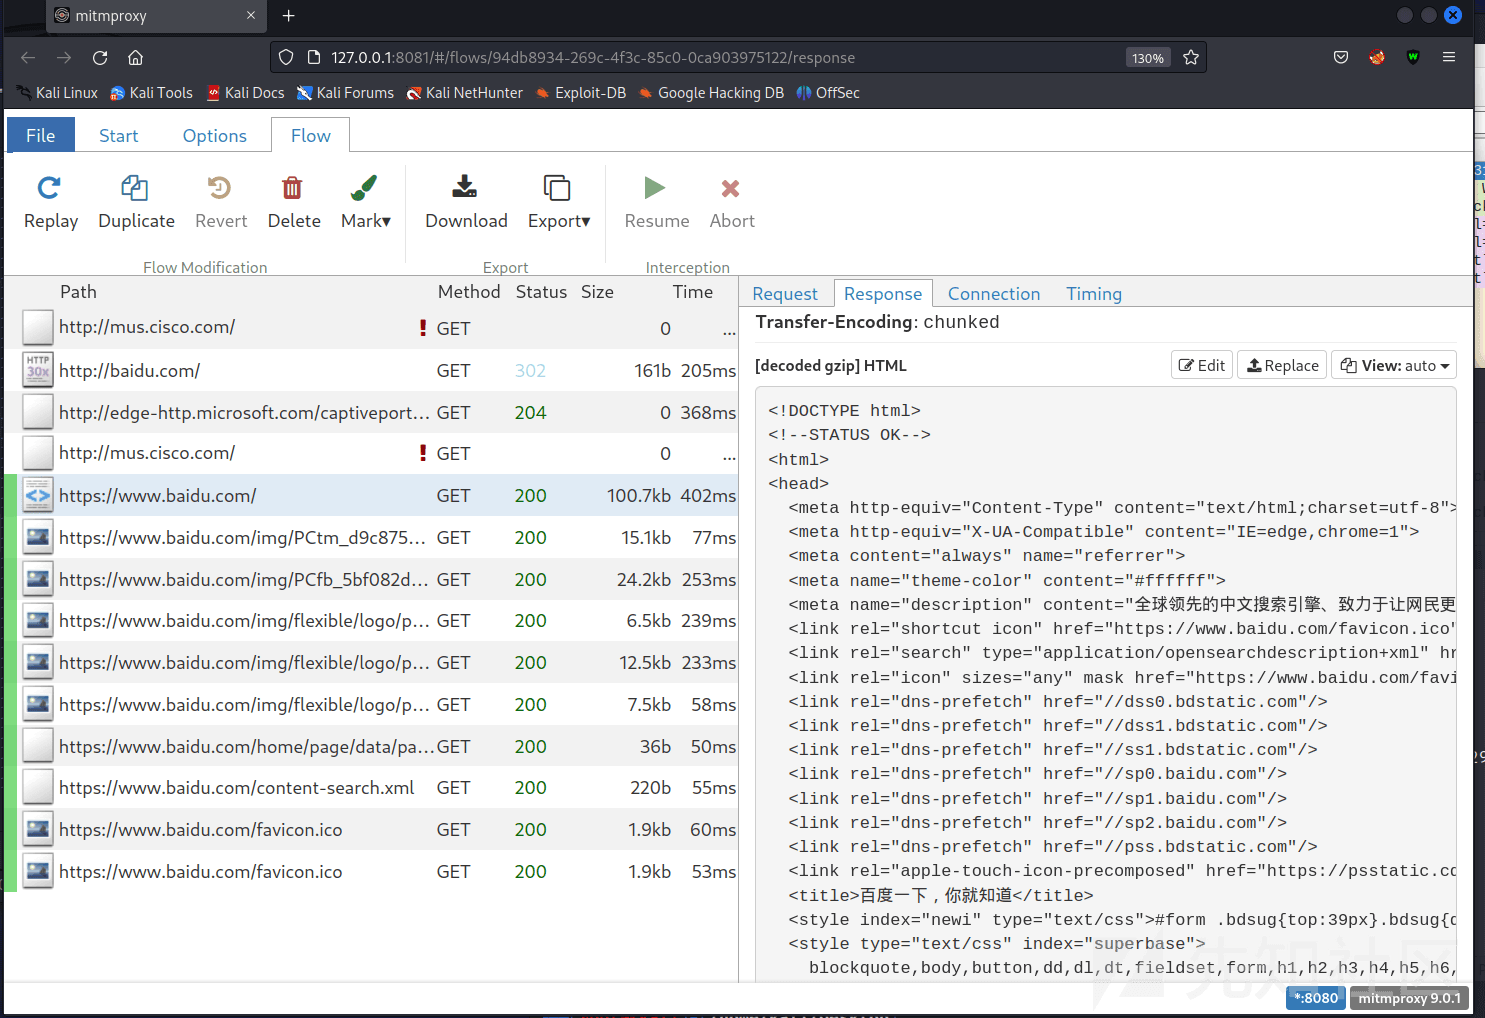 mitmproxy
127.0.0.1:8081/#/flows/94db8934-269c-4f3c-85c0-0ca903975122/response
130%
Kali Linux Kali Tools Kali Docs Kali Forums Kali NetHunter Exploit-DB Google Hacking DB OffSec
File Start Options Flow
Replay Duplicate Revert Delete Mark▾ Download Export▾ Resume Abort
Flow Modification Export Interception
Path Method Status Size Time
http://mus.cisco.com/ ! GET 0 ...
http://baidu.com/ GET 302 161b 205ms
HTTP 30x
http://edge-http.microsoft.com/captiveport... GET 204 0 368ms
http://mus.cisco.com/ ! GET 0 ...
https://www.baidu.com/ GET 200 100.7kb 402ms
https://www.baidu.com/img/PCtm_d9c875... GET 200 15.1kb 77ms
https://www.baidu.com/img/PCfb_5bf082d... GET 200 24.2kb 253ms
https://www.baidu.com/img/flexible/logo/p... GET 200 6.5kb 239ms
https://www.baidu.com/img/flexible/logo/p... GET 200 12.5kb 233ms
https://www.baidu.com/img/flexible/logo/p... GET 200 7.5kb 58ms
https://www.baidu.com/home/page/data/pa... GET 200 36b 50ms
https://www.baidu.com/content-search.xml GET 200 220b 55ms
https://www.baidu.com/favicon.ico GET 200 1.9kb 60ms
https://www.baidu.com/favicon.ico GET 200 1.9kb 53ms
Request Response Connection Timing
Transfer-Encoding: chunked
[decoded gzip] HTML Edit Replace View: auto
<!DOCTYPE html>
<!--STATUS OK-->
<html>
<head>
<meta http-equiv="Content-Type" content="text/html;charset=utf-8">
<meta http-equiv="X-UA-Compatible" content="IE=edge,chrome=1">
<meta content="always" name="referrer">
<meta name="theme-color" content="#ffffff">
<meta name="description" content="全球领先的中文搜索引擎、致力于让网民更
<link rel="shortcut icon" href="https://www.baidu.com/favicon.ico"
<link rel="search" type="application/opensearchdescription+xml" hr
<link rel="icon" sizes="any" mask href="https://www.baidu.com/favi
<link rel="dns-prefetch" href="//dss0.bdstatic.com"/>
<link rel="dns-prefetch" href="//dss1.bdstatic.com"/>
<link rel="dns-prefetch" href="//ss1.bdstatic.com"/>
<link rel="dns-prefetch" href="//sp0.baidu.com"/>
<link rel="dns-prefetch" href="//sp1.baidu.com"/>
<link rel="dns-prefetch" href="//sp2.baidu.com"/>
<link rel="dns-prefetch" href="//pss.bdstatic.com"/>
<link rel="apple-touch-icon-precomposed" href="https://psstatic.cd
<title>百度一下，你就知道</title>
<style index="newi" type="text/css">#form .bdsug{top:39px}.bdsug{d
<style type="text/css" index="superbase">
blockquote,body,button,dd,dl,dt,fieldset,form,h1,h2,h3,h4,h5,h6,
先知社区
*:8080 mitmproxy 9.0.1